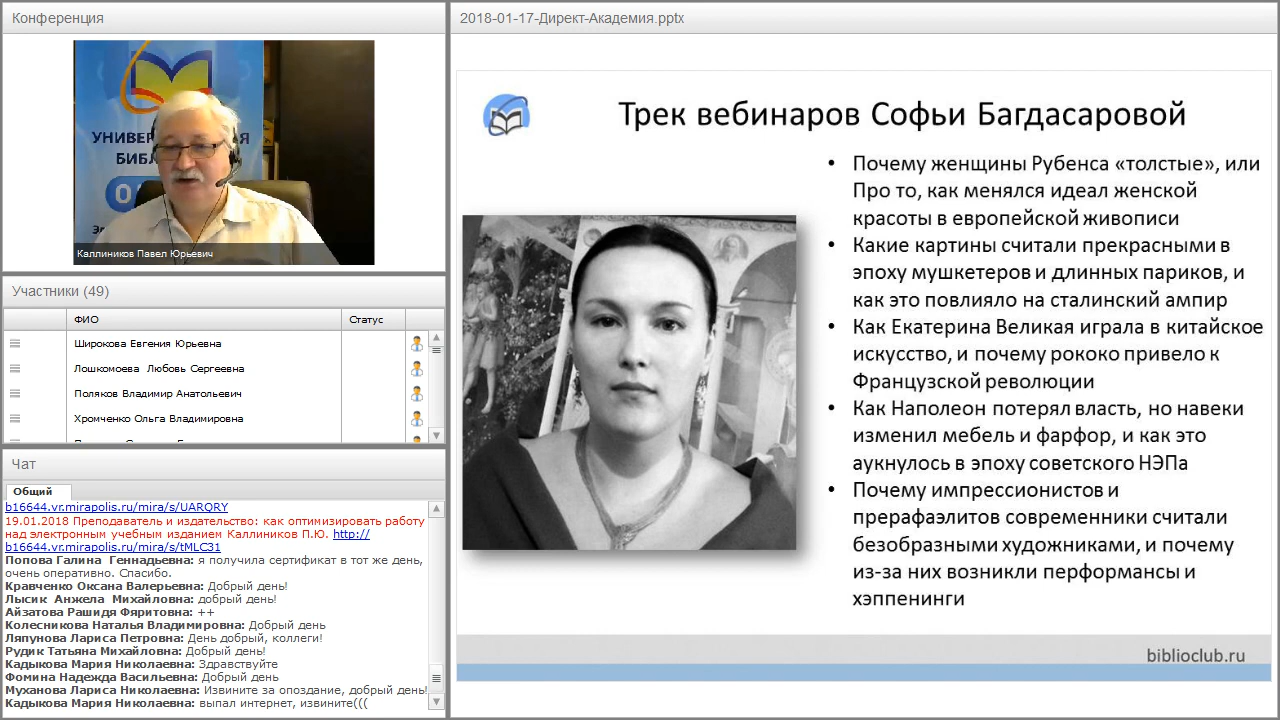 Конференция
УНИВЕР
АЯ
БИБЛ
Каллиников Павел Юрьевич
Участники (49)
ФИО
Статус
Широкова Евгения Юрьевна
Лошкомоева Любовь Сергеевна
Поляков Владимир Анатольевич
Хромченко Ольга Владимировна
Чат
Общий
b16644.vr.mirapolis.ru/mira/s/UARQRY
19.01.2018 Преподаватель и издательство: как оптимизировать работу
над электронным учебным изданием Каллиников П.Ю. http://
b16644.vr.mirapolis.ru/mira/s/tMLC31
Попова Галина Геннадьевна: я получила сертификат в тот же день,
очень оперативно. Спасибо.
Кравченко Оксана Валерьевна: Добрый день!
Лысик Анжела Михайловна: добрый день!
Айзатова Рашидя Фяритовна: ++
Колесникова Наталья Владимировна: Добрый день
Ляпунова Лариса Петровна: День добрый, коллеги!
Рудик Татьяна Михайловна: Добрый день!
Кадыкова Мария Николаевна: Здравствуйте
Фомина Надежда Васильевна: Добрый день
Муханова Лариса Николаевна: Извините за опоздание, добрый день!
Кадыкова Мария Николаевна: выпал интернет, извините(((
2018-01-17-Директ-Академия.pptx
Трек вебинаров Софьи Багдасаровой
• Почему женщины Рубенса «толстые», или
Про то, как менялся идеал женской
красоты в европейской живописи
• Какие картины считали прекрасными в
эпоху мушкетеров и длинных париков, и
как это повлияло на сталинский ампир
• Как Екатерина Великая играла в китайское
искусство, и почему рококо привело к
Французской революции
• Как Наполеон потерял власть, но навеки
изменил мебель и фарфор, и как это
аукнулось в эпоху советского НЭПа
• Почему импрессионистов и
прерафаэлитов современники считали
безобразными художниками, и почему
из-за них возникли перформансы и
хэппенинги
biblioclub.ru